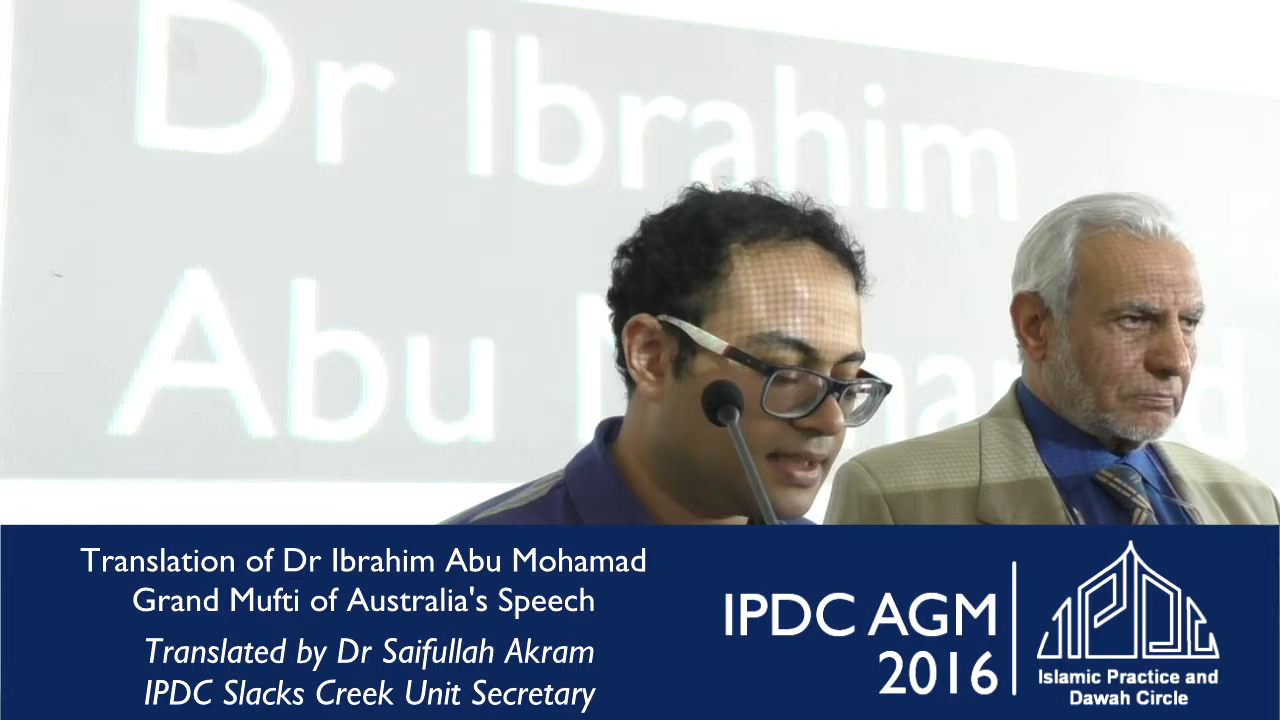 Dr Ibrahim
Abu
Translation of Dr Ibrahim Abu Mohamad
Grand Mufti of Australia's Speech
Translated by Dr Saifullah Akram
IPDC Slacks Creek Unit Secretary
IPDC AGM
2016
IPDC
Islamic Practice and
Dawah Circle